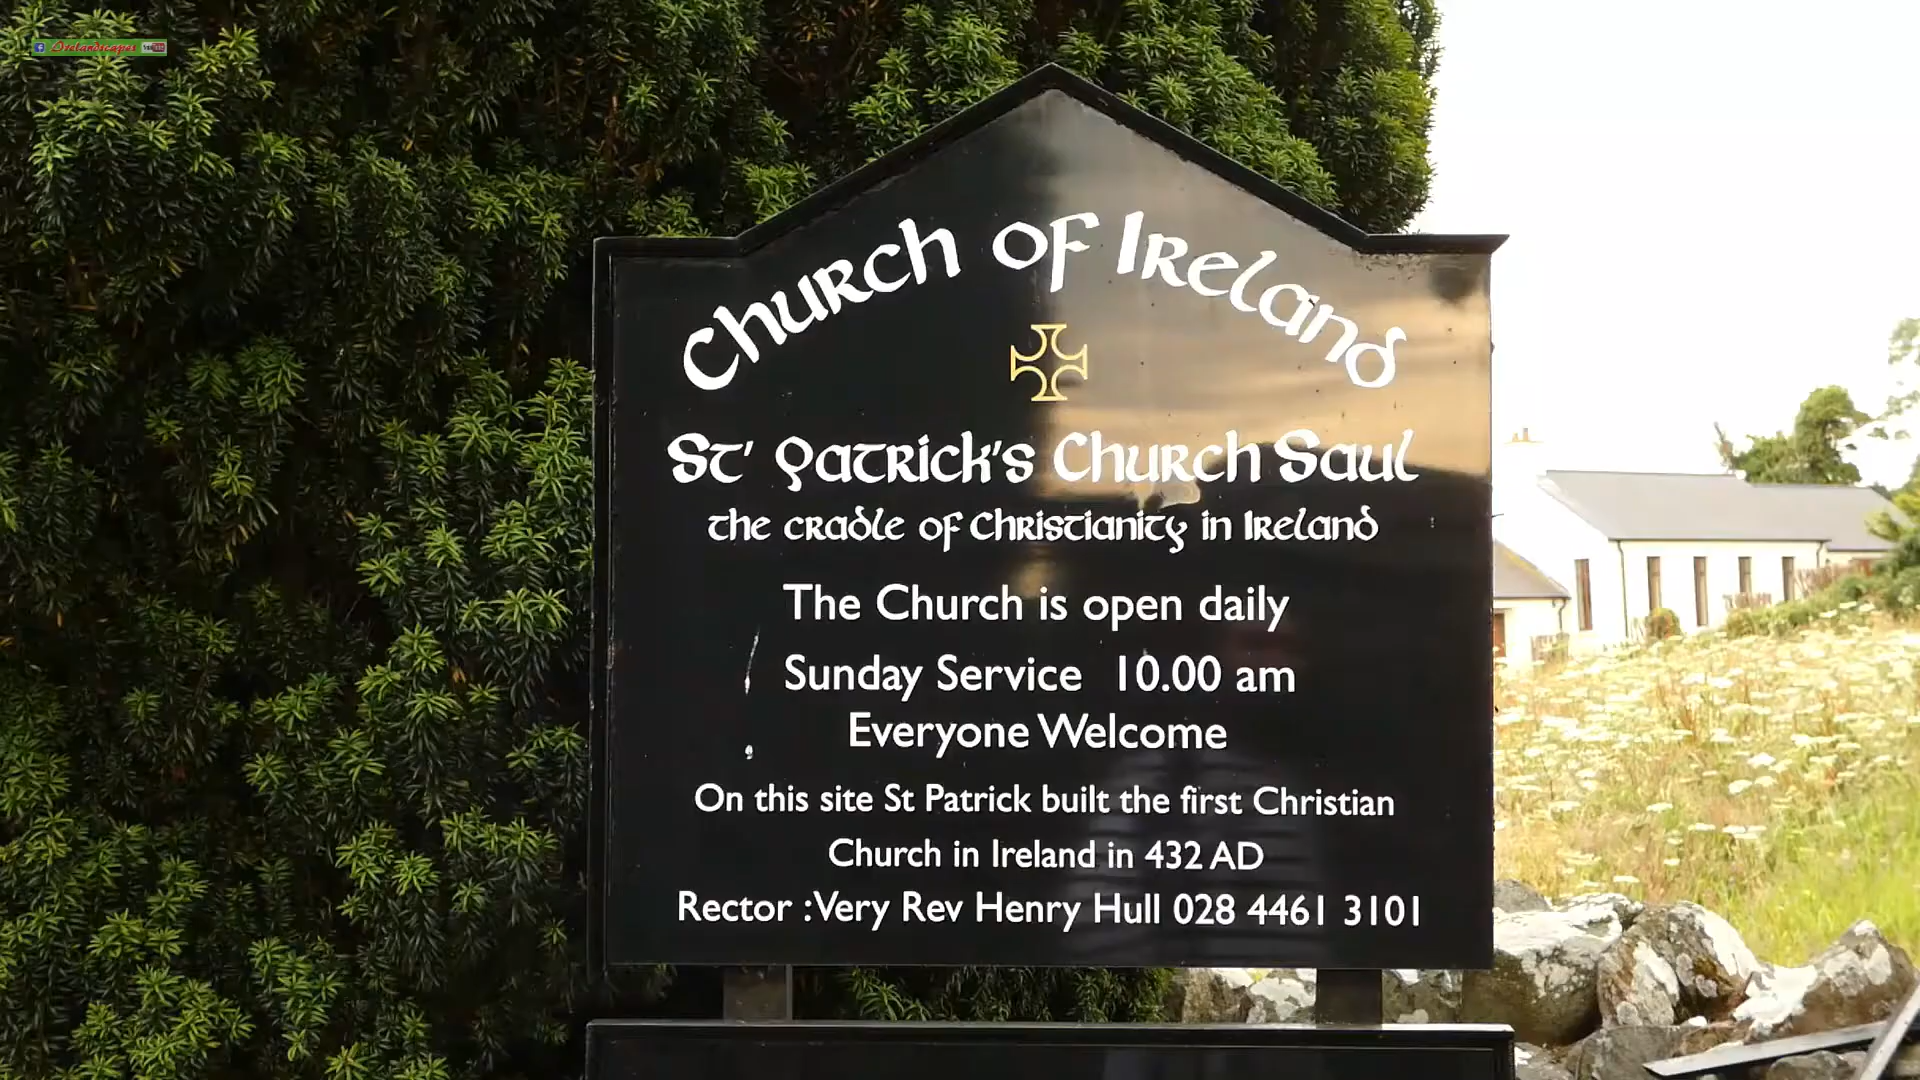 Irelandscapes
Church of Ireland
St' Patrick's Church Saul
the cradle of Christianity in Ireland
The Church is open daily
Sunday Service 10.00 am
Everyone Welcome
On this site St Patrick built the first Christian
Church in Ireland in 432 AD
Rector :Very Rev Henry Hull 028 4461 3101